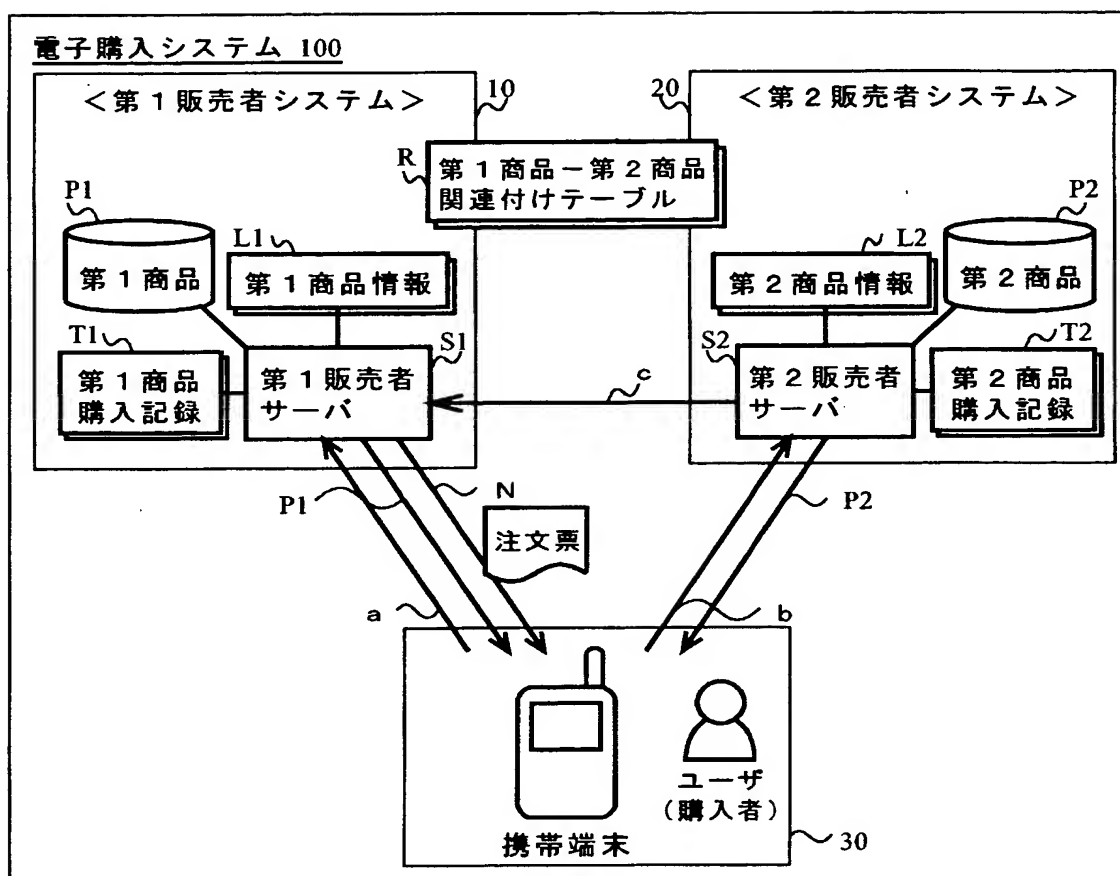 電子購入システム 100
＜第１販売者システム＞
10
20
＜第２販売者システム＞
R
第１商品－第２商品
関連付けテーブル
P1
第１商品
L1
第１商品情報
L2
第２商品情報
P2
第２商品
T1
第１商品
購入記録
S1
第１販売者
サーバ
c
S2
第２販売者
サーバ
T2
第２商品
購入記録
P1
N
注文票
P2
a
b
携帯端末
ユーザ
（購入者）
30